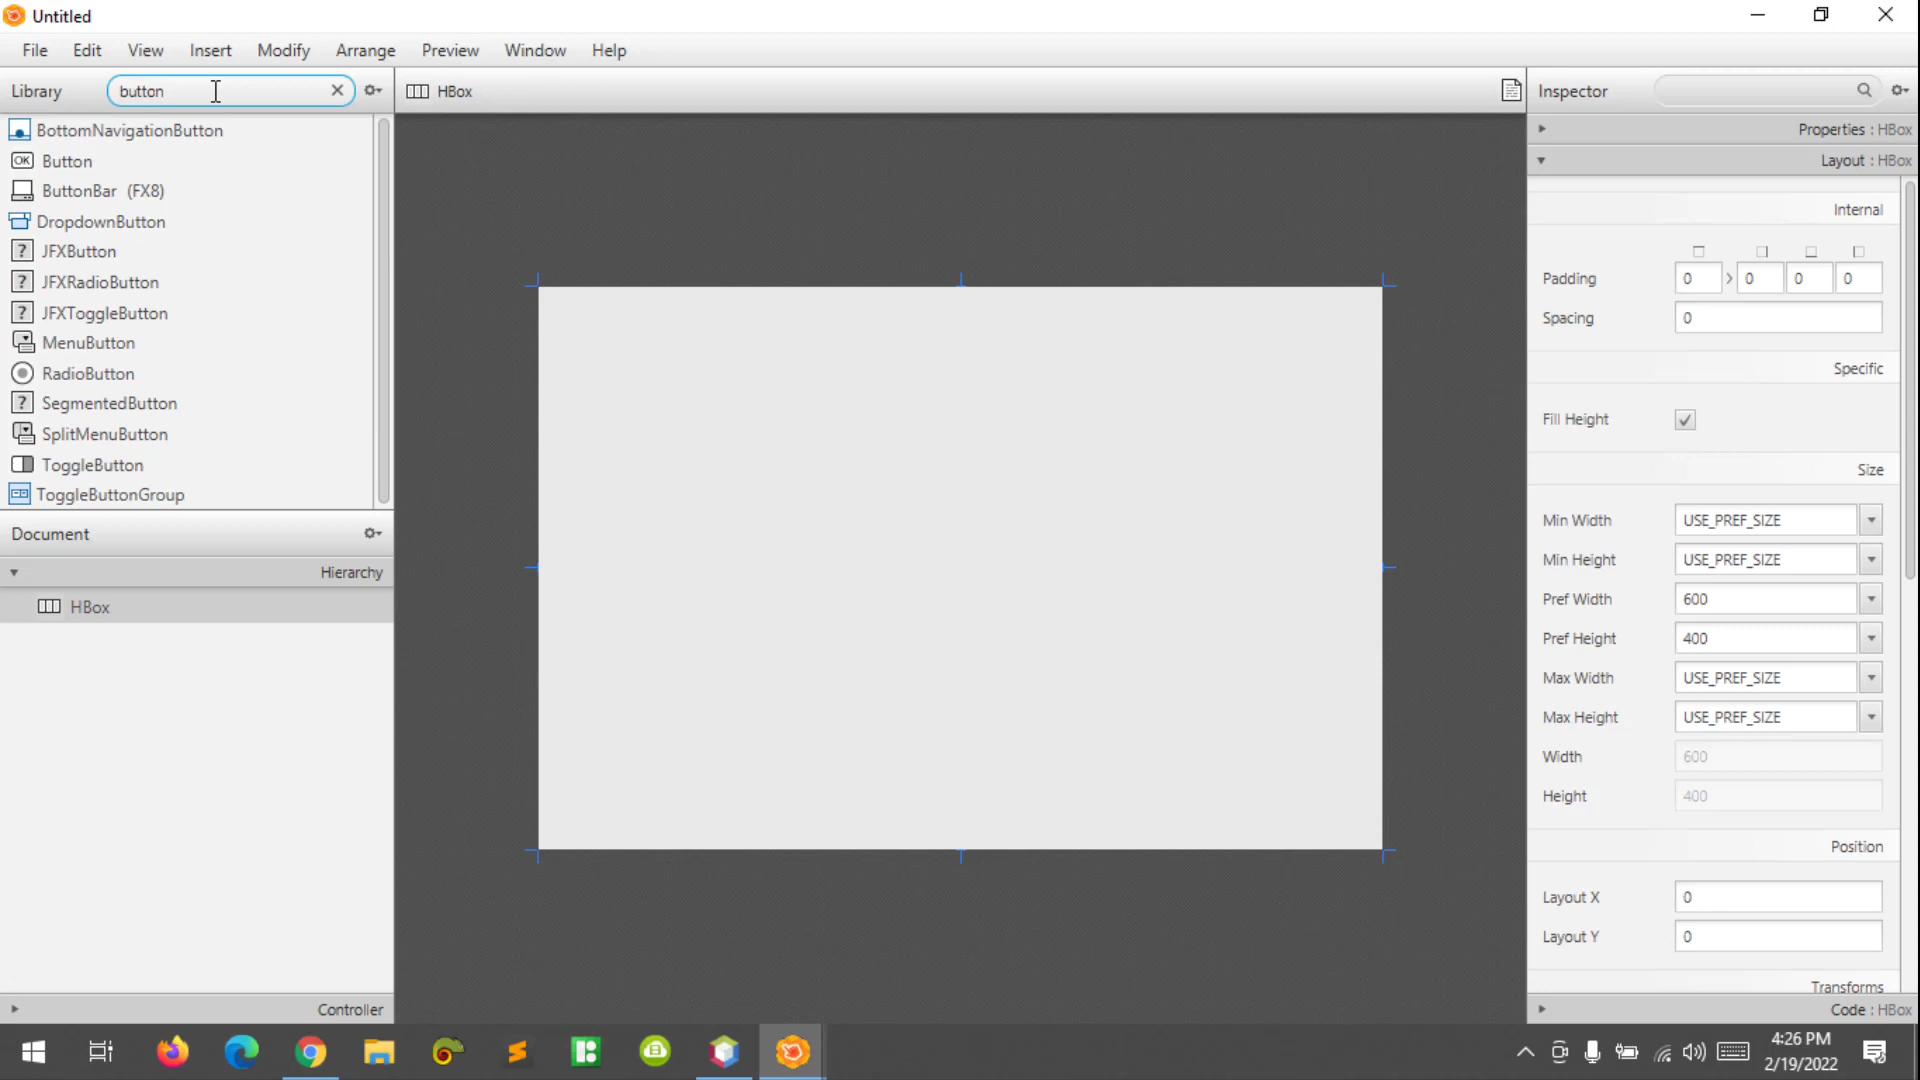 Untitled
File Edit View Insert Modify Arrange Preview Window Help
Library button
HBox
Inspector
BottomNavigationButton
OK Button
ButtonBar (FX8)
DropdownButton
? JFXButton
? JFXRadioButton
? JFXToggleButton
MenuButton
RadioButton
? SegmentedButton
SplitMenuButton
ToggleButton
ToggleButtonGroup
Document
Hierarchy
HBox
Controller
Properties : HBox
Layout : HBox
Internal
Padding 0 > 0 0 0
Spacing 0
Specific
Fill Height
Size
Min Width USE_PREF_SIZE
Min Height USE_PREF_SIZE
Pref Width 600
Pref Height 400
Max Width USE_PREF_SIZE
Max Height USE_PREF_SIZE
Width 600
Height 400
Position
Layout X 0
Layout Y 0
Transforms
Code : HBox
4:26 PM
2/19/2022